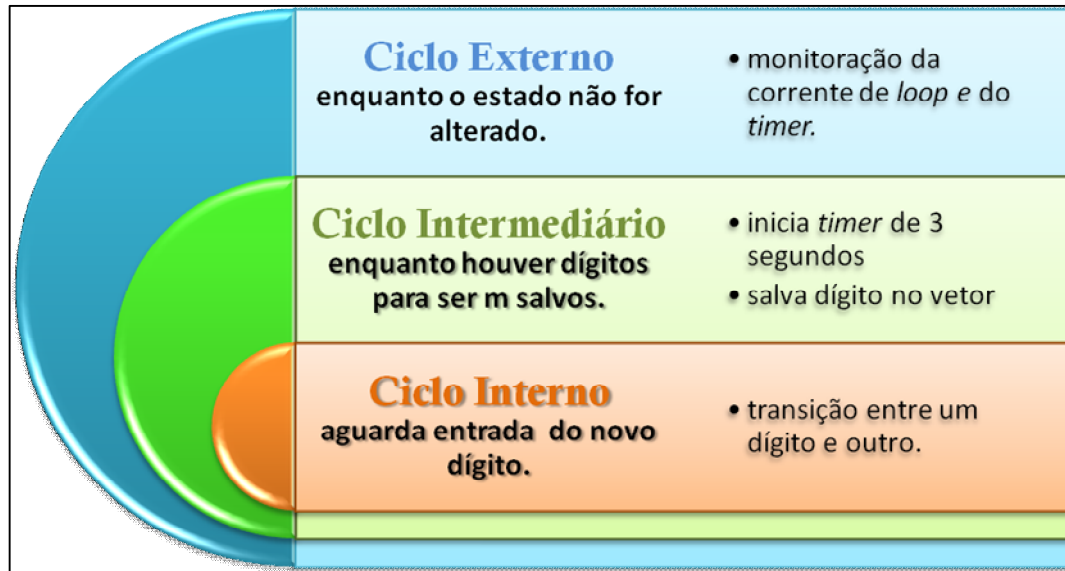 Ciclo Externo
enquanto o estado não for
alterado.
• monitoração da
corrente de loop e do
timer.
Ciclo Intermediário
enquanto houver dígitos
para ser m salvos.
• inicia timer de 3
segundos
• salva dígito no vetor
Ciclo Interno
aguarda entrada do novo
dígito.
• transição entre um
dígito e outro.